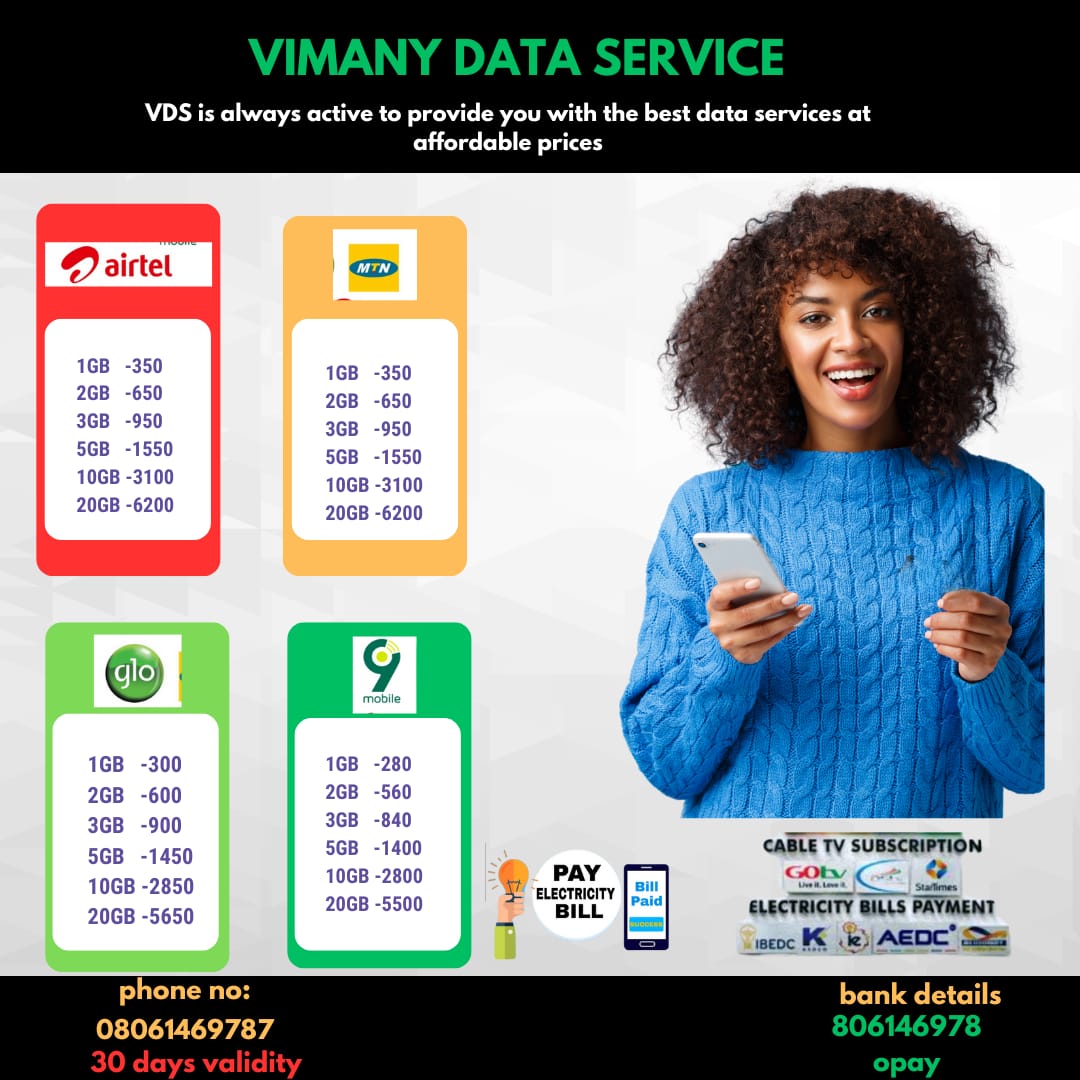 VIMANY DATA SERVICE
VDS is always active to provide you with the best data services at
affordable prices
airtel
1GB -350
2GB -650
3GB -950
5GB -1550
10GB -3100
20GB -6200
MTN
1GB -350
2GB -650
3GB -950
5GB -1550
10GB -3100
20GB -6200
glo
1GB -300
2GB -600
3GB -900
5GB -1450
10GB -2850
20GB -5650
9
mobile
1GB -280
2GB -560
3GB -840
5GB -1400
10GB -2800
20GB -5500
PAY
ELECTRICITY
BILL
Bill
Paid
SUCCESS
CABLE TV SUBSCRIPTION
GOtv
Live it. Love it.
StarTimes
ELECTRICITY BILLS PAYMENT
IBEDC
AEDC
phone no:
08061469787
30 days validity
bank details
806146978
opay